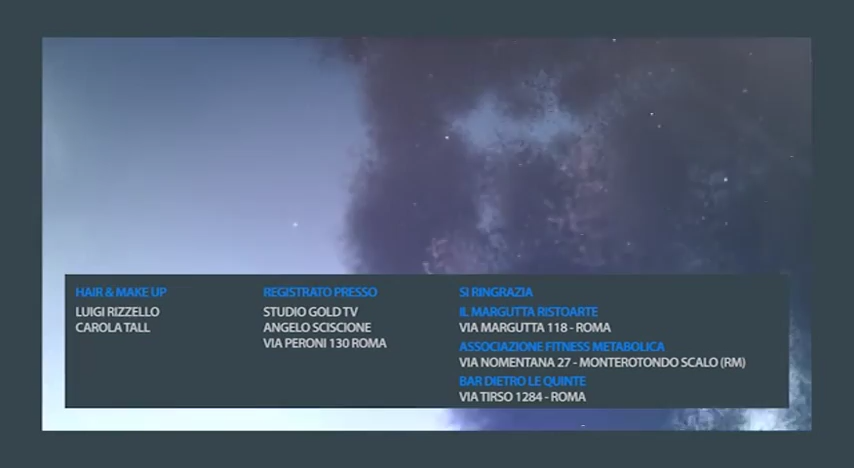 HAIR & MAKE UP
LUIGI RIZZELLO
CAROLA TALL
REGISTRATO PRESSO
STUDIO GOLD TV
ANGELO SCISCIONE
VIA PERONI 130 ROMA
SI RINGRAZIA
IL MARGUTTA RISTOARTE
VIA MARGUTTA 118 - ROMA
ASSOCIAZIONE FITNESS METABOLICA
VIA NOMENTANA 27 - MONTEROTONDO SCALO (RM)
BAR DIETRO LE QUINTE
VIA TIRSO 1284 - ROMA